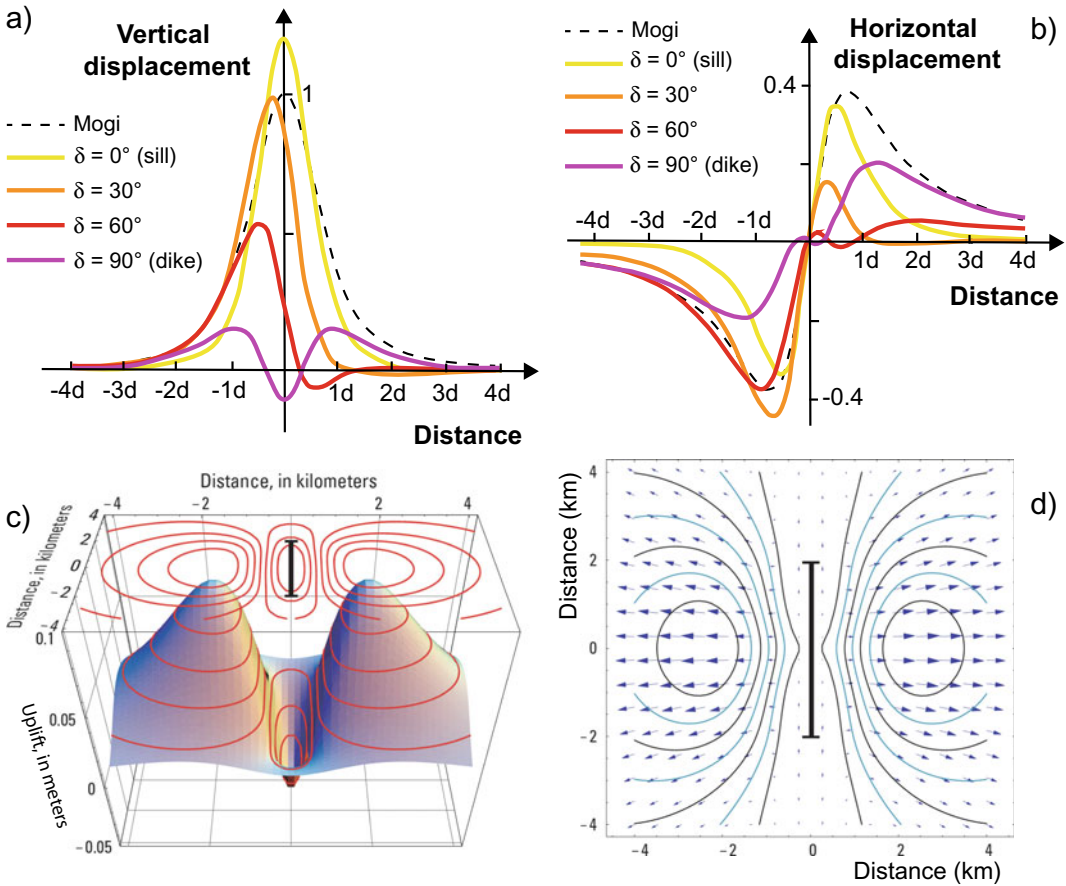 a)
Vertical
displacement
Mogi
δ = 0° (sill)
δ = 30°
δ = 60°
δ = 90° (dike)
1
-4d -3d -2d -1d 1d 2d 3d 4d
Distance
b)
Horizontal
displacement
Mogi
δ = 0° (sill)
δ = 30°
δ = 60°
δ = 90° (dike)
0.4
-4d -3d -2d -1d
1d 2d 3d 4d
Distance
-0.4
c)
Distance, in kilometers
-4 -2 2 4
Distance, in kilometers
4
2
0
-2
-4
0.1
0.05
0
-0.05
Uplift, in meters
d)
Distance (km)
4
2
0
-2
-4
-4 -2 0 2 4
Distance (km)